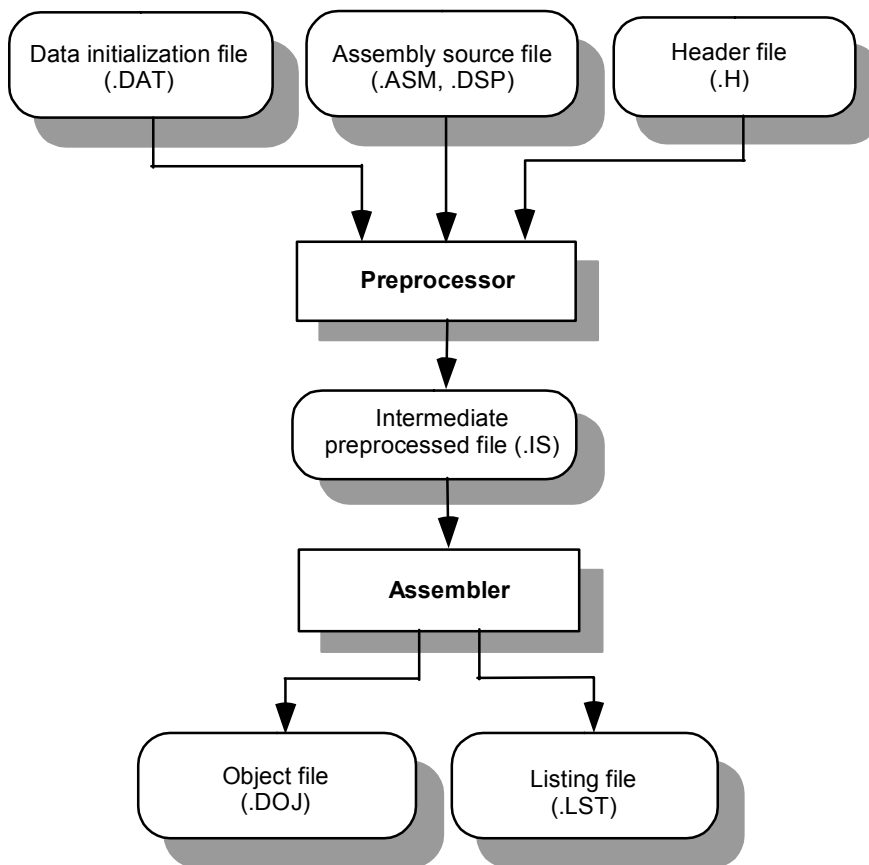 Data initialization file
(.DAT)
Assembly source file
(.ASM, .DSP)
Header file
(.H)
Preprocessor
Intermediate
preprocessed file (.IS)
Assembler
Object file
(.DOJ)
Listing file
(.LST)